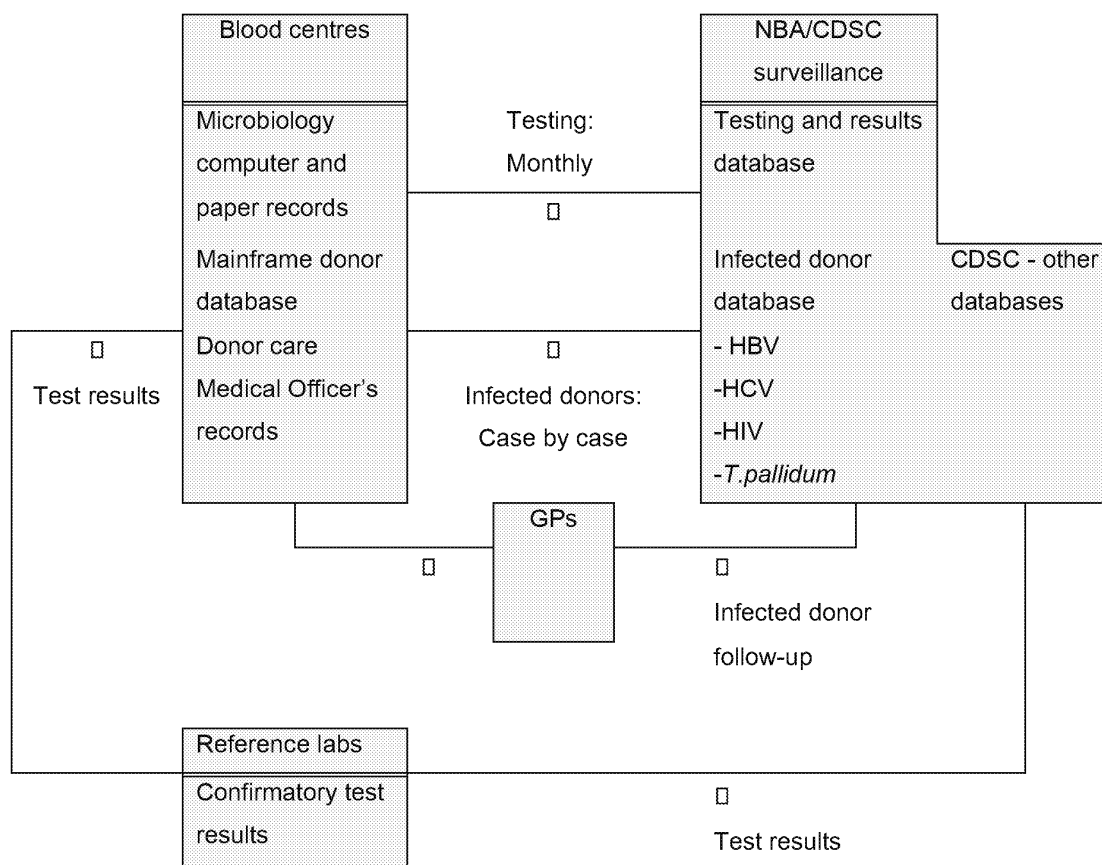 Blood centres
Microbiology
computer and
paper records
Mainframe donor
database
Donor care
Medical Officer's
records
Testing:
Monthly
Infected donors:
Case by case
NBA/CDSC
surveillance
Testing and results
database
Infected donor
database
- HBV
-HCV
-HIV
-T.pallidum
CDSC - other
databases
Test results
GPs
Infected donor
follow-up
Reference labs
Confirmatory test
results
Test results